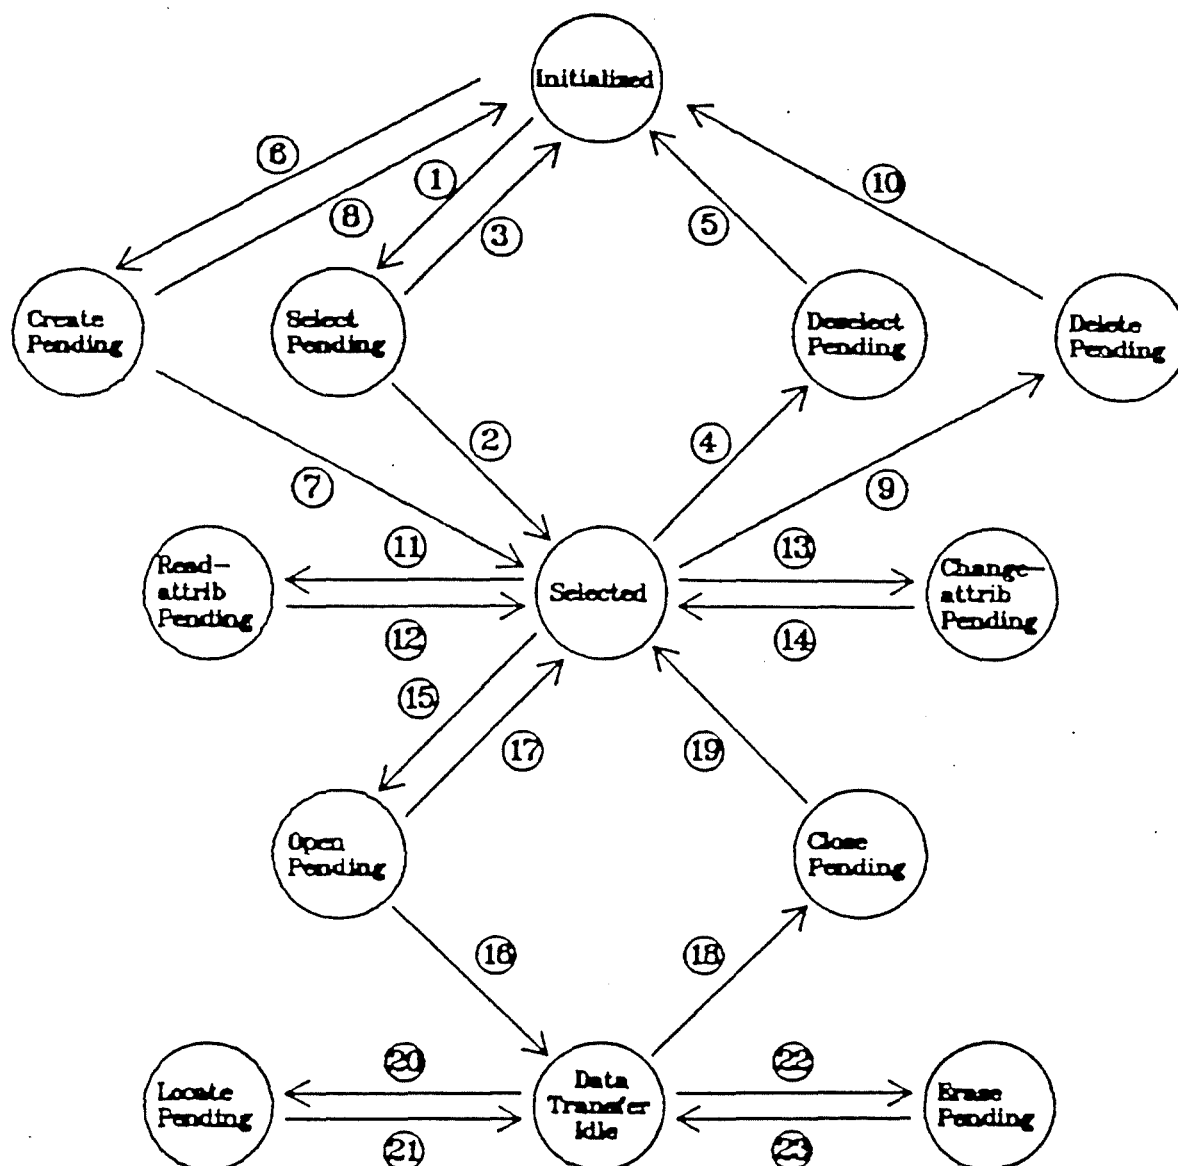 Initialized
6
1
10
8
3
5
Create
Pending
Select
Pending
Deselect
Pending
Delete
Pending
2
4
7
9
11
13
Read-
attrib
Pending
Selected
Change-
attrib
Pending
12
14
15
17
19
Open
Pending
Close
Pending
16
18
20
22
Locate
Pending
Data
Transfer
Idle
Erase
Pending
21
23